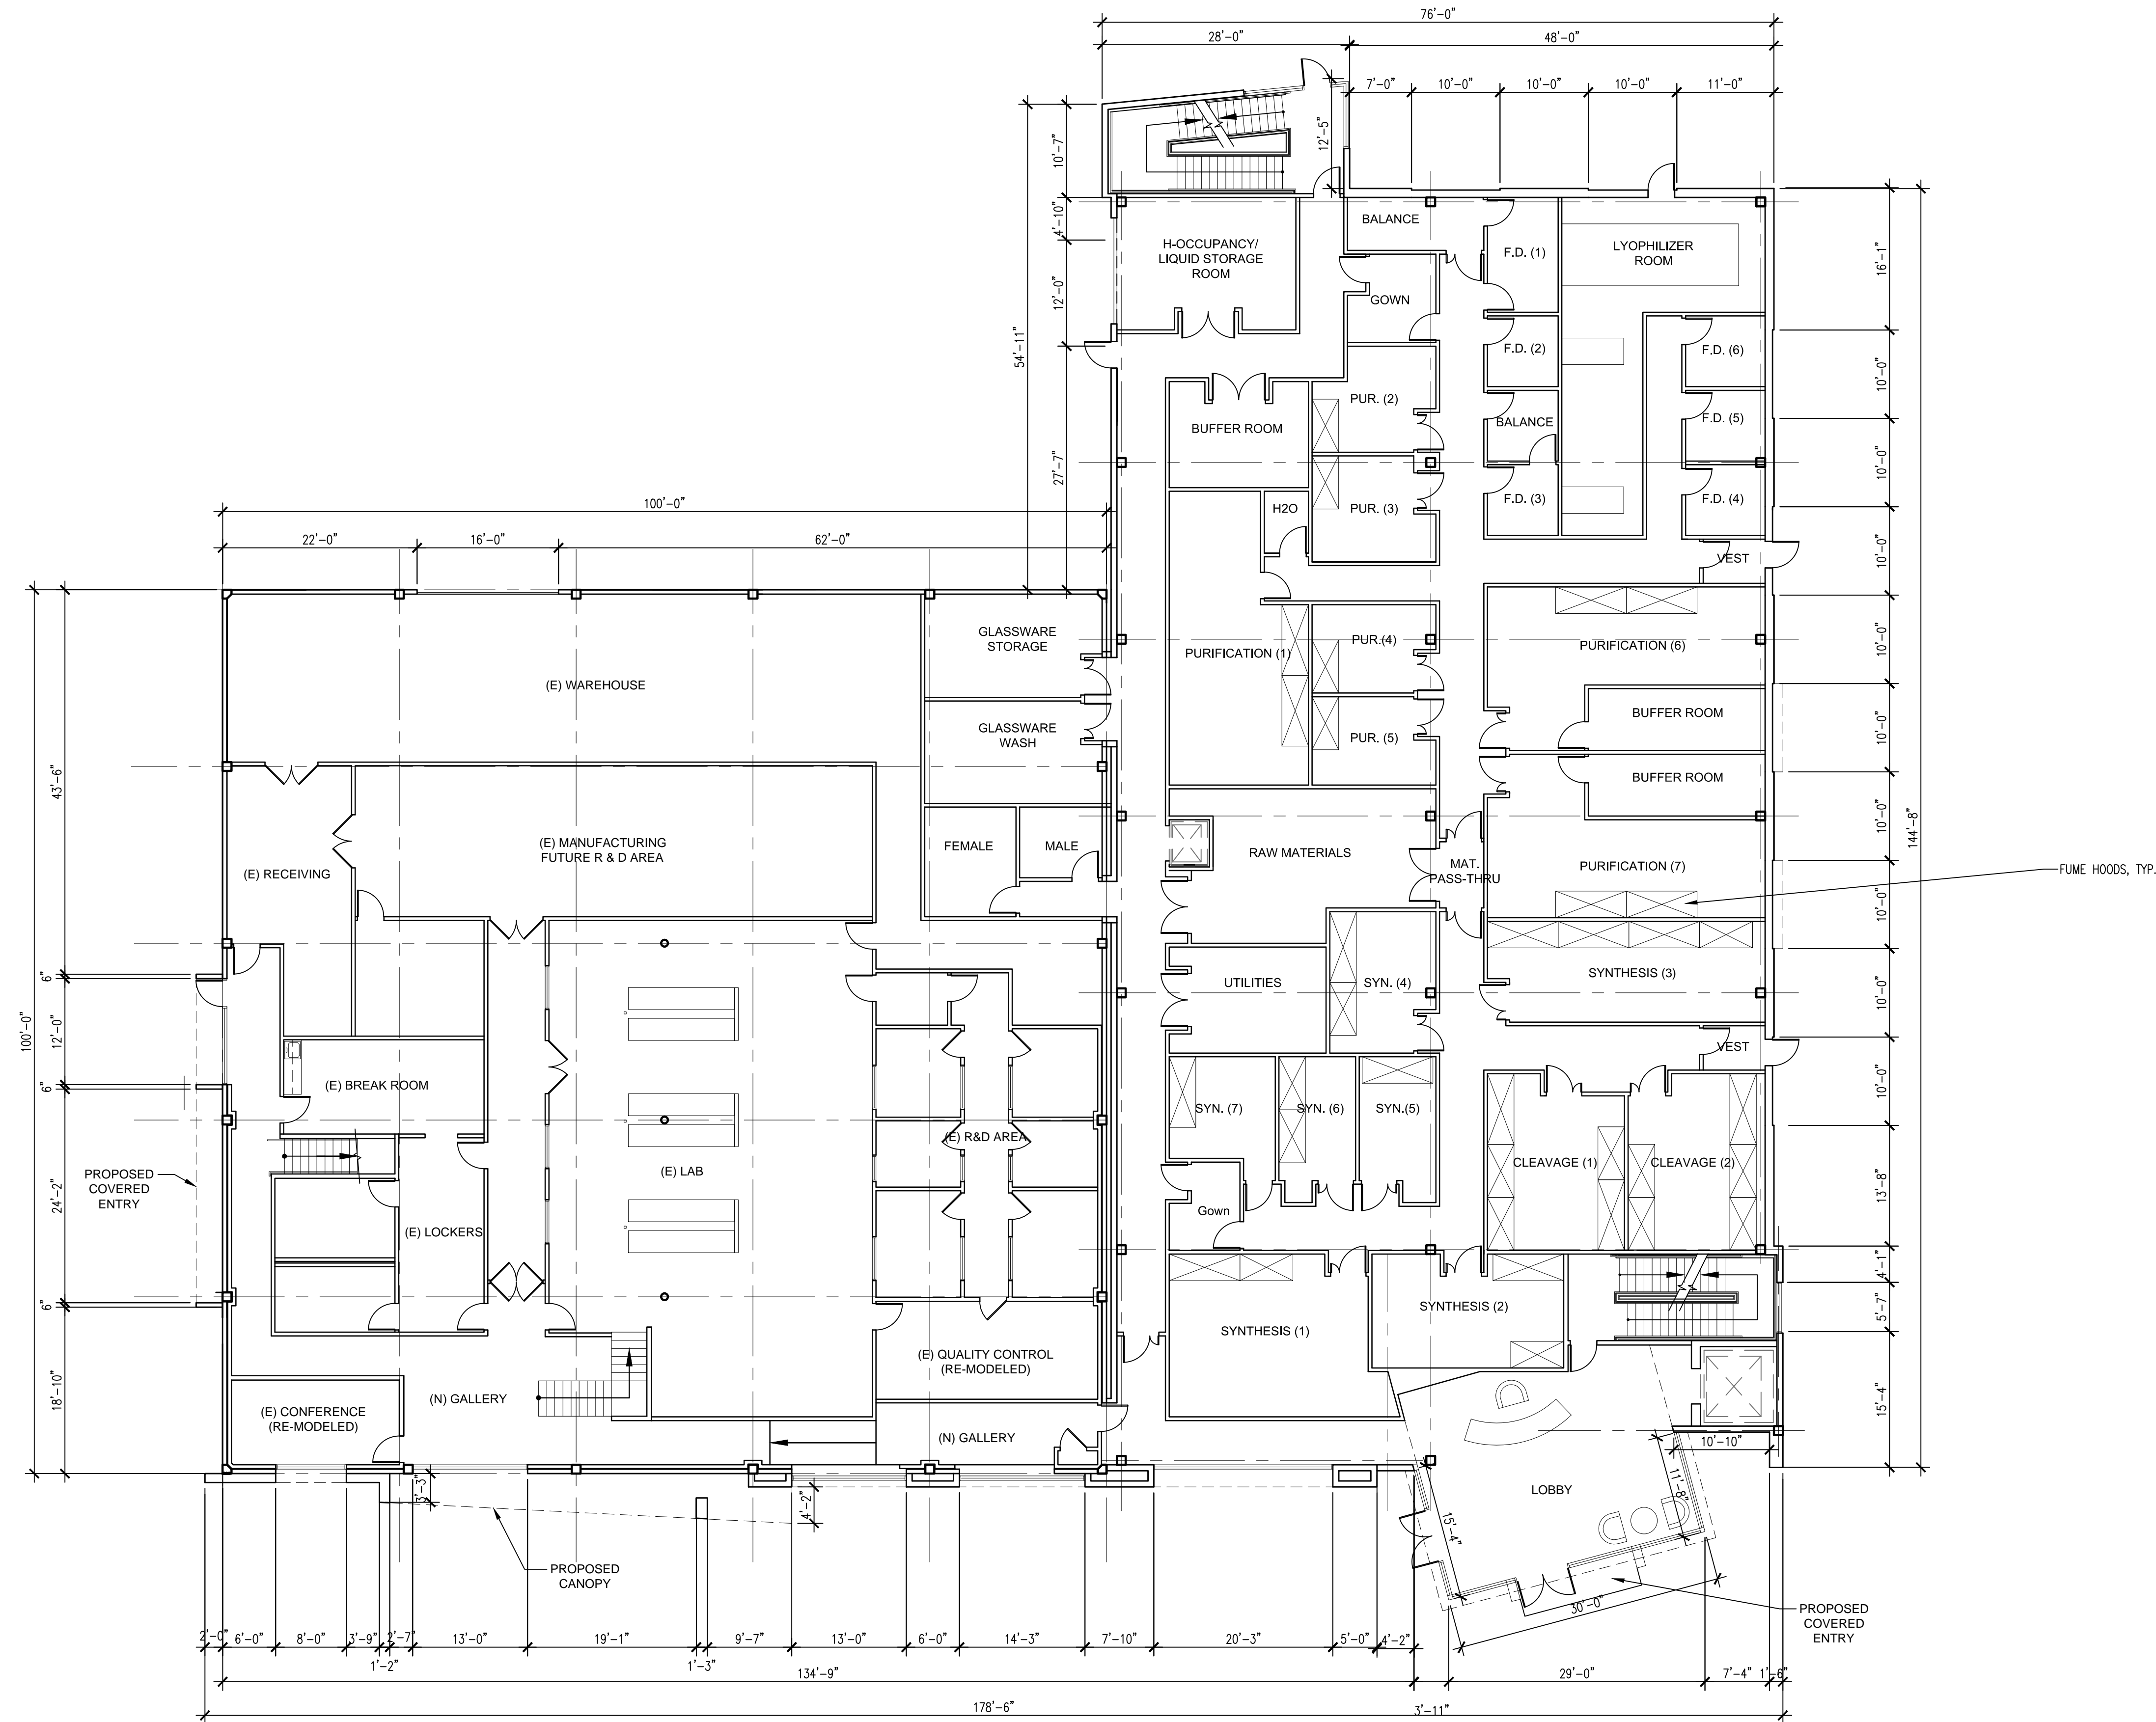 76'-0"
28'-0"
48'-0"
7'-0"
10'-0"
10'-0"
10'-0"
11'-0"
12'-5"
10'-7"
4'-10"
12'-0"
54'-11"
27'-7"
BALANCE
H-OCCUPANCY/
LIQUID STORAGE
ROOM
F.D. (1)
LYOPHILIZER
ROOM
16'-1"
GOWN
F.D. (2)
F.D. (6)
10'-0"
PUR. (2)
BUFFER ROOM
BALANCE
F.D. (5)
10'-0"
F.D. (3)
F.D. (4)
H2O
PUR. (3)
VEST
10'-0"
100'-0"
22'-0"
16'-0"
62'-0"
GLASSWARE
STORAGE
(E) WAREHOUSE
PURIFICATION (1)
PUR.(4)
PURIFICATION (6)
10'-0"
GLASSWARE
WASH
PUR. (5)
BUFFER ROOM
10'-0"
43'-6"
BUFFER ROOM
10'-0"
144'-8"
(E) MANUFACTURING
FUTURE R & D AREA
FEMALE
MALE
RAW MATERIALS
MAT.
PASS-THRU
PURIFICATION (7)
FUME HOODS, TYP.
(E) RECEIVING
10'-0"
6"
12'-0"
6"
100'-0"
UTILITIES
SYN. (4)
SYNTHESIS (3)
10'-0"
VEST
(E) BREAK ROOM
10'-0"
SYN. (7)
SYN. (6)
SYN.(5)
(E) R&D AREA
(E) LAB
CLEAVAGE (1)
CLEAVAGE (2)
PROPOSED
COVERED
ENTRY
24'-2"
13'-8"
Gown
(E) LOCKERS
4'-1"
6"
5'-7"
SYNTHESIS (2)
SYNTHESIS (1)
(E) QUALITY CONTROL
(RE-MODELED)
18'-10"
15'-4"
(E) CONFERENCE
(RE-MODELED)
(N) GALLERY
(N) GALLERY
10'-10"
11'-8"
LOBBY
3'-3"
4'-2"
15'-4"
PROPOSED
CANOPY
30'-0"
PROPOSED
COVERED
ENTRY
2'-0"
6'-0"
8'-0"
3'-9"
2'-7"
13'-0"
19'-1"
9'-7"
13'-0"
6'-0"
14'-3"
7'-10"
20'-3"
5'-0"
4'-2"
1'-2"
1'-3"
134'-9"
29'-0"
7'-4"
1'-6"
178'-6"
3'-11"